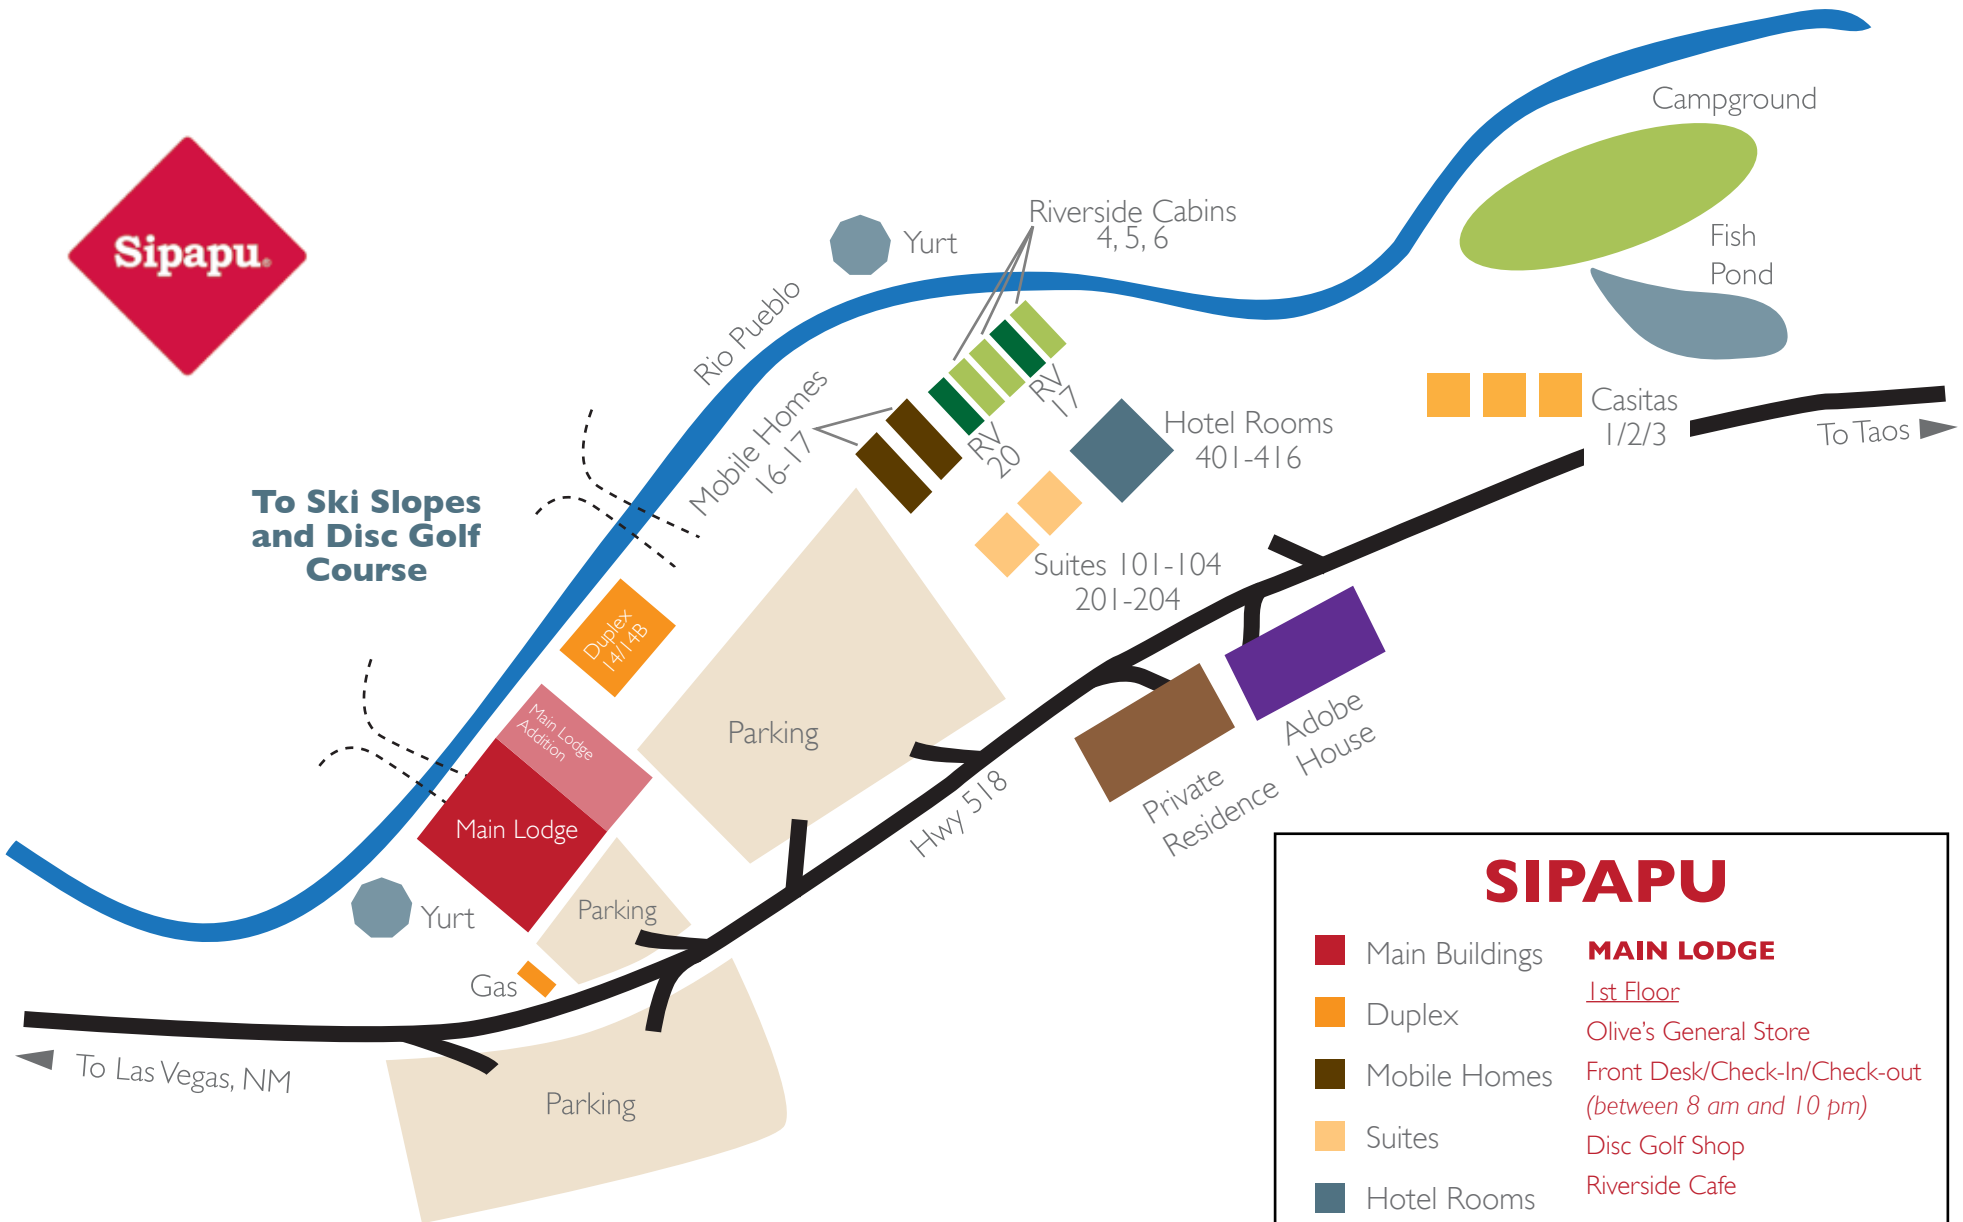 Campground
Sipapu.
Riverside Cabins
4, 5, 6
Yurt
Fish
Pond
Rio Pueblo
Mobile Homes
16-17
RV
17
RV
20
Hotel Rooms
401-416
Casitas
1/2/3
To Taos
To Ski Slopes
and Disc Golf
Course
Suites 101-104
201-204
Duplex
14/14B
Main Lodge
Addition
Parking
Adobe
House
Private
Residence
Hwy 518
Main Lodge
Parking
Yurt
Gas
To Las Vegas, NM
Parking
SIPAPU
Main Buildings
Duplex
Mobile Homes
Suites
Hotel Rooms
MAIN LODGE
1st Floor
Olive's General Store
Front Desk/Check-In/Check-out
(between 8 am and 10 pm)
Disc Golf Shop
Riverside Cafe